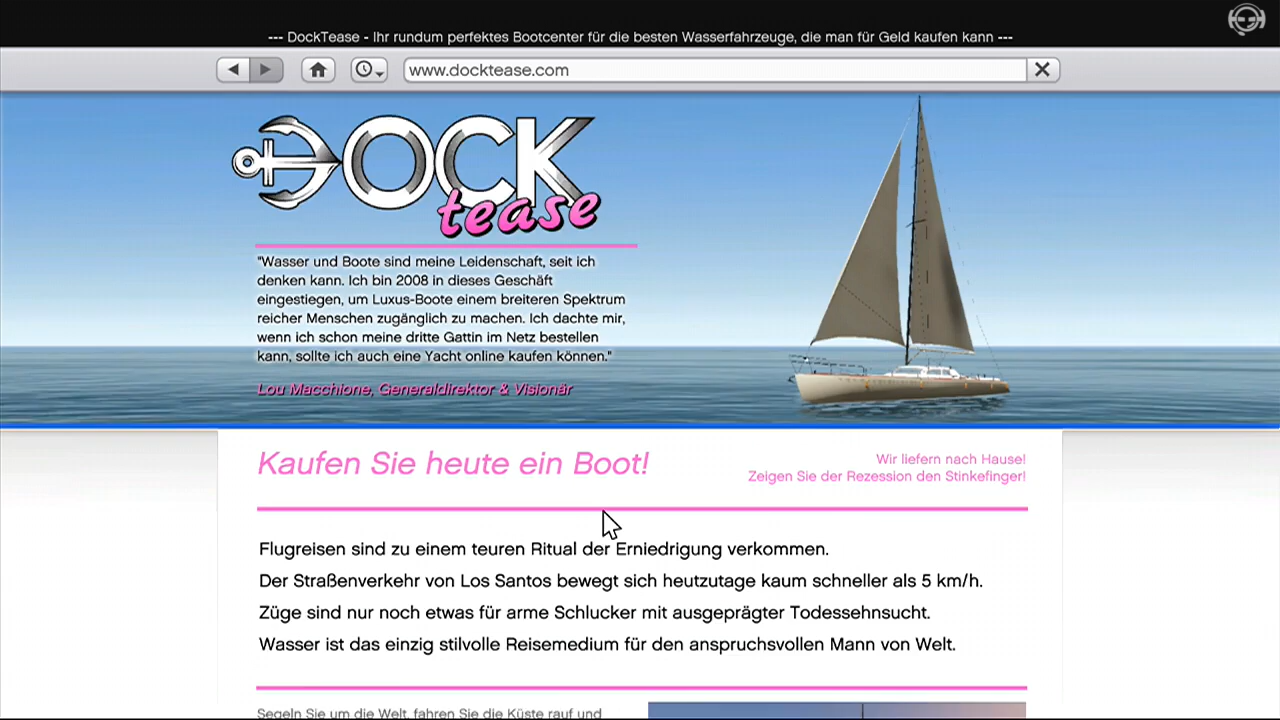 --- DockTease - Ihr rundum perfektes Bootcenter für die besten Wasserfahrzeuge, die man für Geld kaufen kann ---
www.docktease.com
DOCK
tease
"Wasser und Boote sind meine Leidenschaft, seit ich
denken kann. Ich bin 2008 in dieses Geschäft
eingestiegen, um Luxus-Boote einem breiteren Spektrum
reicher Menschen zugänglich zu machen. Ich dachte mir,
wenn ich schon meine dritte Gattin im Netz bestellen
kann, sollte ich auch eine Yacht online kaufen können."
Lou Macchione, Generaldirektor & Visionär
Kaufen Sie heute ein Boot!
Wir liefern nach Hause!
Zeigen Sie der Rezession den Stinkefinger!
Flugreisen sind zu einem teuren Ritual der Erniedrigung verkommen.
Der Straßenverkehr von Los Santos bewegt sich heutzutage kaum schneller als 5 km/h.
Züge sind nur noch etwas für arme Schlucker mit ausgeprägter Todessehnsucht.
Wasser ist das einzig stilvolle Reisemedium für den anspruchsvollen Mann von Welt.
Segeln Sie um die Welt, fahren Sie die Küste rauf und